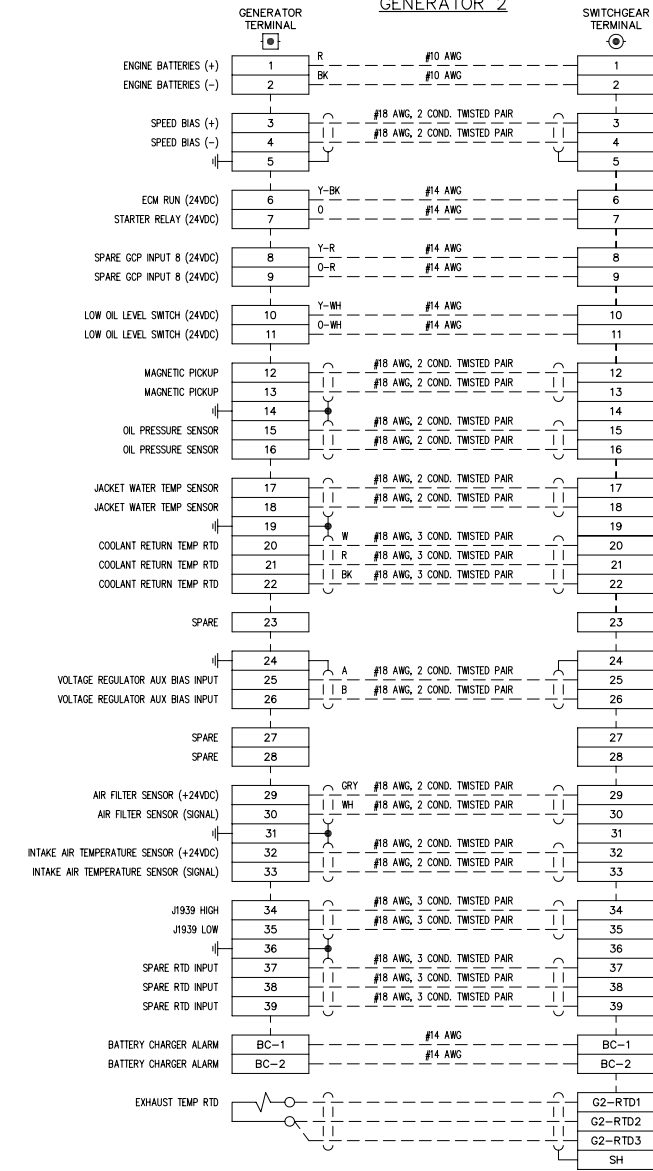 GENERATOR 2
GENERATOR TERMINAL
SWITCHGEAR TERMINAL
ENGINE BATTERIES (+) 1 R #10 AWG 1
ENGINE BATTERIES (-) 2 BK #10 AWG 2
SPEED BIAS (+) 3 #18 AWG, 2 COND. TWISTED PAIR 3
SPEED BIAS (-) 4 #18 AWG, 2 COND. TWISTED PAIR 4
5 5
ECM RUN (24VDC) 6 Y-BK #14 AWG 6
STARTER RELAY (24VDC) 7 O #14 AWG 7
SPARE GCP INPUT 8 (24VDC) 8 Y-R #14 AWG 8
SPARE GCP INPUT 8 (24VDC) 9 O-R #14 AWG 9
LOW OIL LEVEL SWITCH (24VDC) 10 Y-WH #14 AWG 10
LOW OIL LEVEL SWITCH (24VDC) 11 O-WH #14 AWG 11
MAGNETIC PICKUP 12 #18 AWG, 2 COND. TWISTED PAIR 12
MAGNETIC PICKUP 13 #18 AWG, 2 COND. TWISTED PAIR 13
14 14
OIL PRESSURE SENSOR 15 #18 AWG, 2 COND. TWISTED PAIR 15
OIL PRESSURE SENSOR 16 #18 AWG, 2 COND. TWISTED PAIR 16
JACKET WATER TEMP SENSOR 17 #18 AWG, 2 COND. TWISTED PAIR 17
JACKET WATER TEMP SENSOR 18 #18 AWG, 2 COND. TWISTED PAIR 18
19 19
COOLANT RETURN TEMP RTD 20 W #18 AWG, 3 COND. TWISTED PAIR 20
COOLANT RETURN TEMP RTD 21 R #18 AWG, 3 COND. TWISTED PAIR 21
COOLANT RETURN TEMP RTD 22 BK #18 AWG, 3 COND. TWISTED PAIR 22
SPARE 23 23
24 24
VOLTAGE REGULATOR AUX BIAS INPUT 25 A #18 AWG, 2 COND. TWISTED PAIR 25
VOLTAGE REGULATOR AUX BIAS INPUT 26 B #18 AWG, 2 COND. TWISTED PAIR 26
SPARE 27 27
SPARE 28 28
AIR FILTER SENSOR (+24VDC) 29 GRY #18 AWG, 2 COND. TWISTED PAIR 29
AIR FILTER SENSOR (SIGNAL) 30 WH #18 AWG, 2 COND. TWISTED PAIR 30
31 31
INTAKE AIR TEMPERATURE SENSOR (+24VDC) 32 #18 AWG, 2 COND. TWISTED PAIR 32
INTAKE AIR TEMPERATURE SENSOR (SIGNAL) 33 #18 AWG, 2 COND. TWISTED PAIR 33
J1939 HIGH 34 #18 AWG, 3 COND. TWISTED PAIR 34
J1939 LOW 35 #18 AWG, 3 COND. TWISTED PAIR 35
36 36
SPARE RTD INPUT 37 #18 AWG, 3 COND. TWISTED PAIR 37
SPARE RTD INPUT 38 #18 AWG, 3 COND. TWISTED PAIR 38
SPARE RTD INPUT 39 #18 AWG, 3 COND. TWISTED PAIR 39
BATTERY CHARGER ALARM BC-1 #14 AWG BC-1
BATTERY CHARGER ALARM BC-2 #14 AWG BC-2
EXHAUST TEMP RTD G2-RTD1
G2-RTD2
G2-RTD3
SH